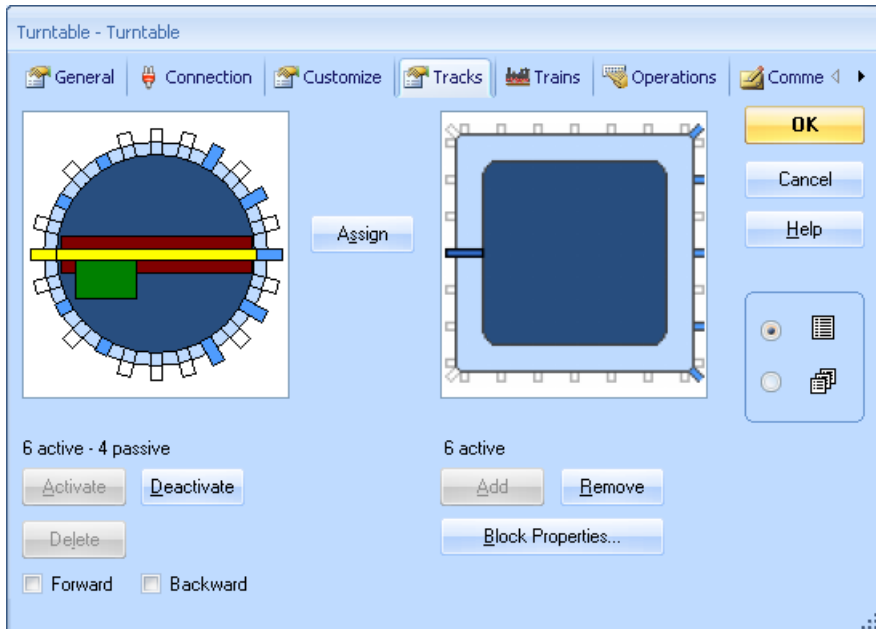 Turntable - Turntable
General Connection Customize Tracks Trains Operations Comme
OK
Assign
Cancel
Help
6 active - 4 passive
6 active
Activate Deactivate
Add Remove
Delete
Block Properties...
Forward Backward